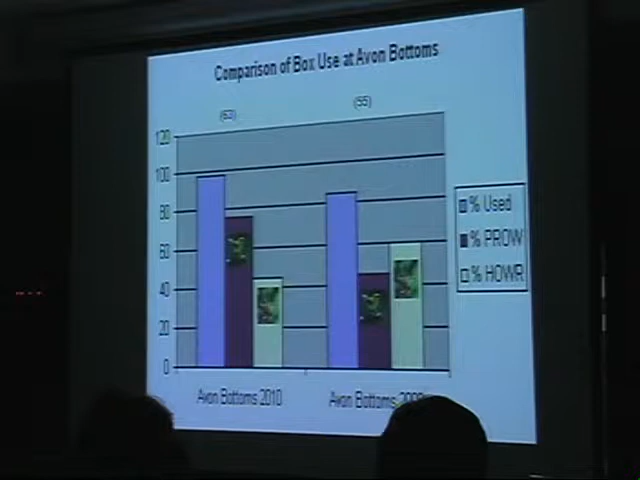 Comparison of Box Use at Avon Bottoms
(63)
(55)
120
100
80
60
40
20
0
% Used
% PROW
% HOWR
Avon Bottoms 2010
Avon Bottoms